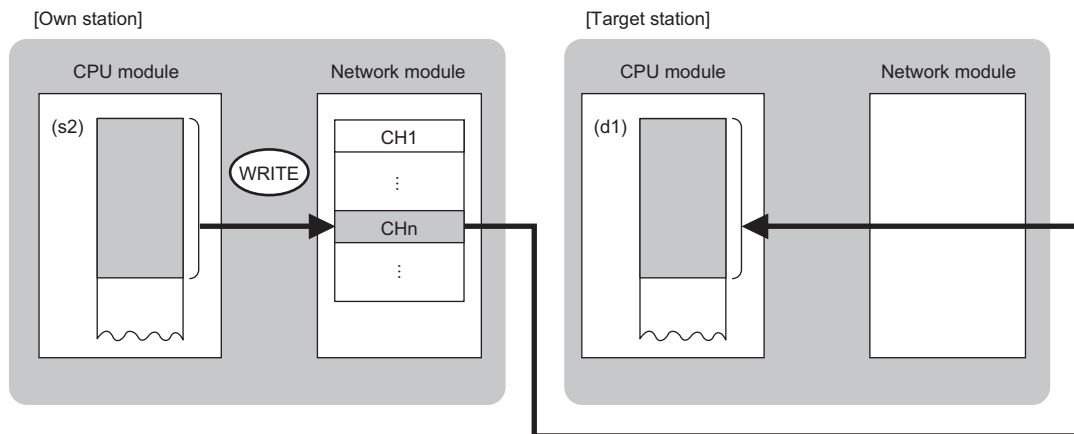 [Own station]
[Target station]
CPU module
Network module
CPU module
Network module
(s2)
CH1
(d1)
WRITE
⋮
CHn
⋮